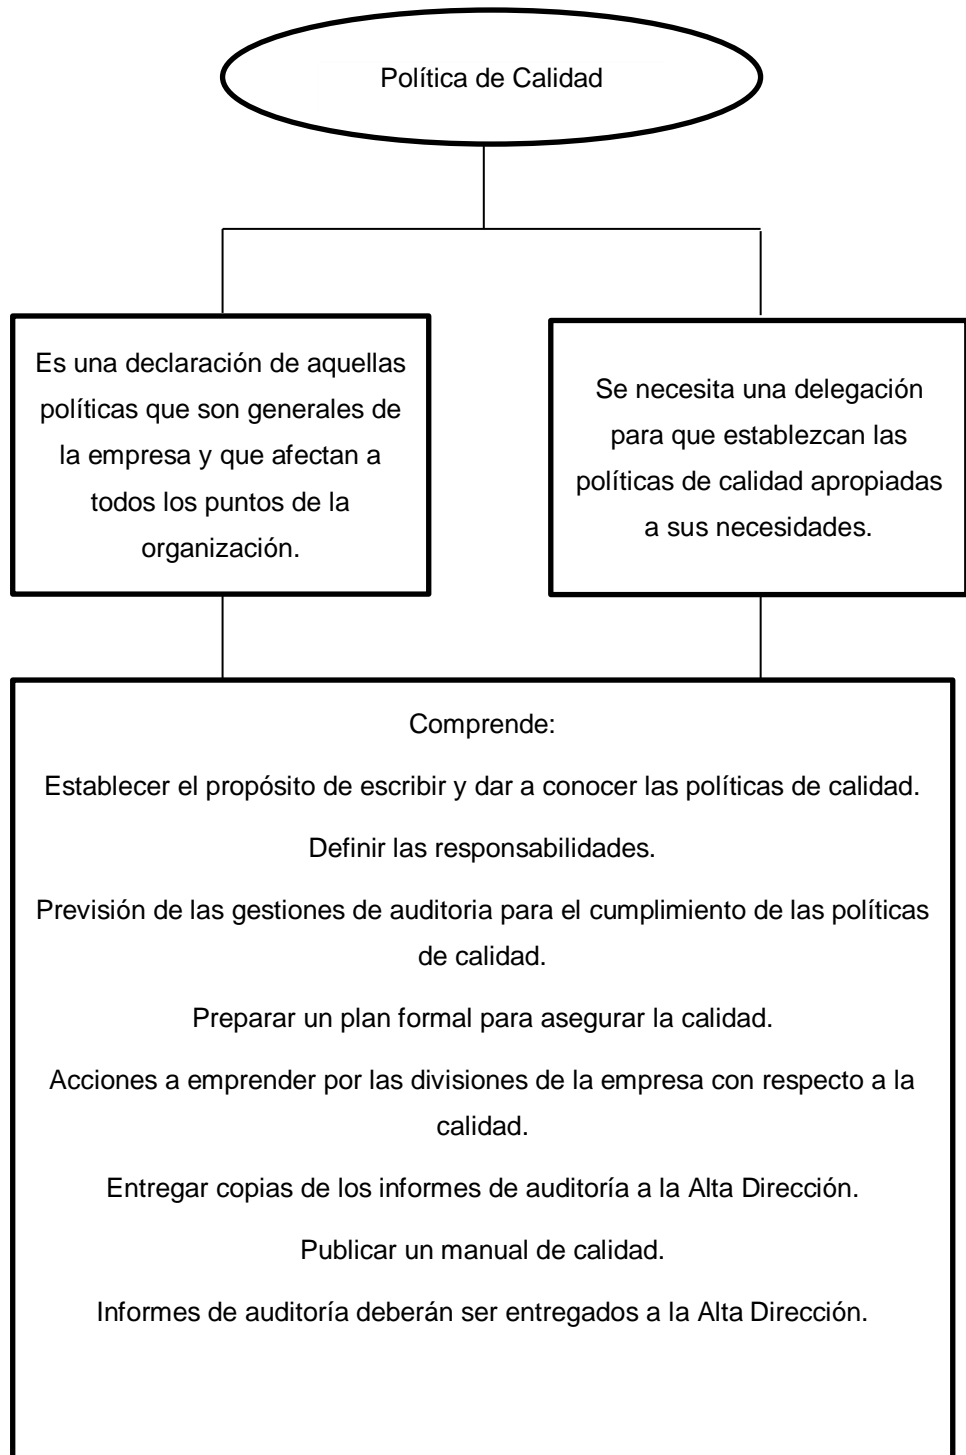 Política de Calidad
Es una declaración de aquellas
políticas que son generales de
la empresa y que afectan a
todos los puntos de la
organización.
Se necesita una delegación
para que establezcan las
políticas de calidad apropiadas
a sus necesidades.
Comprende:
Establecer el propósito de escribir y dar a conocer las políticas de calidad.
Definir las responsabilidades.
Previsión de las gestiones de auditoria para el cumplimiento de las políticas
de calidad.
Preparar un plan formal para asegurar la calidad.
Acciones a emprender por las divisiones de la empresa con respecto a la
calidad.
Entregar copias de los informes de auditoría a la Alta Dirección.
Publicar un manual de calidad.
Informes de auditoría deberán ser entregados a la Alta Dirección.